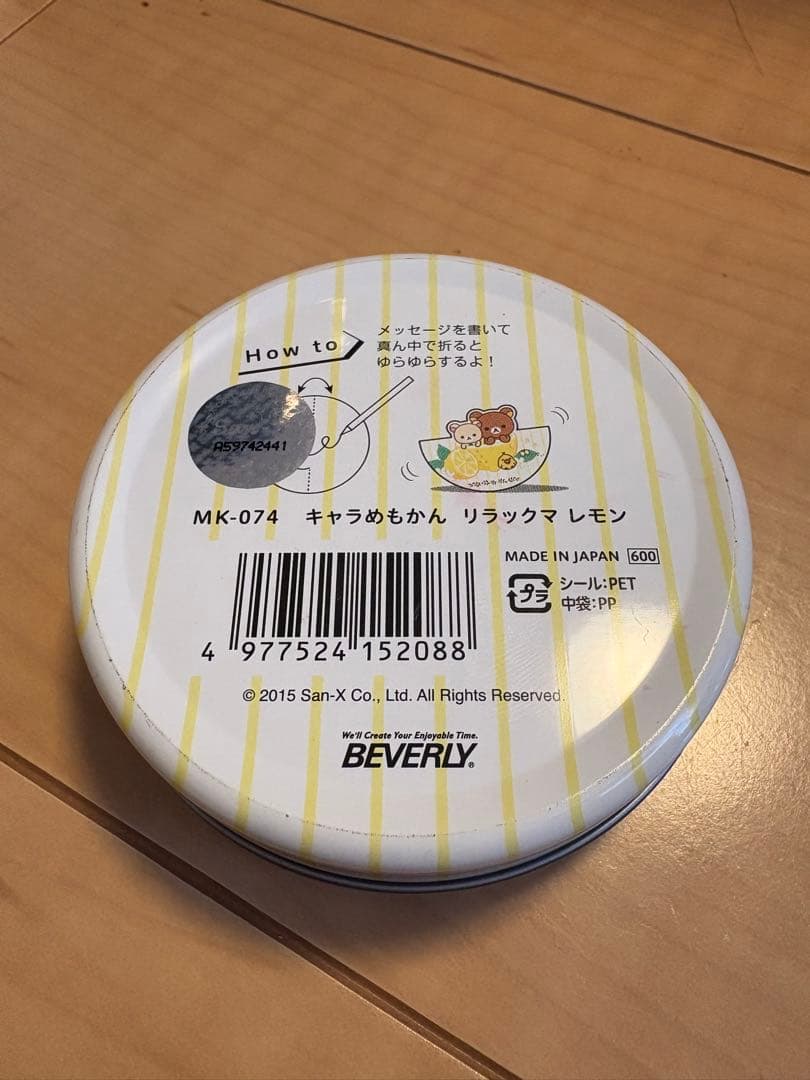 How to
メッセージを書いて
真ん中で折ると
ゆらゆらするよ!
A59742441
MK-074 キャラめもかん リラックマ レモン
MADE IN JAPAN 600
プラ
シール:PET
中袋:PP
4 977524 152088
© 2015 San-X Co., Ltd. All Rights Reserved.
We'll Create Your Enjoyable Time.
BEVERLY®